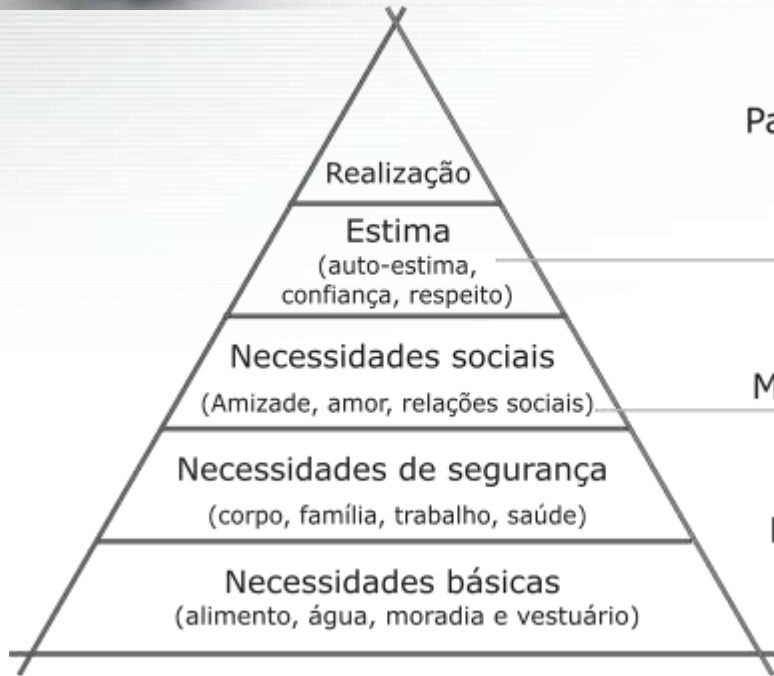 Realização
Estima
(auto-estima,
confiança, respeito)
Necessidades sociais
(Amizade, amor, relações sociais)
Necessidades de segurança
(corpo, família, trabalho, saúde)
Necessidades básicas
(alimento, água, moradia e vestuário)